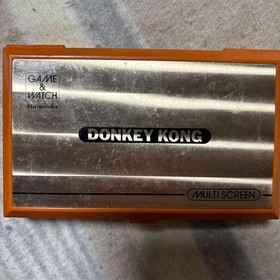 GAME
&
WATCH
Nintendo
DONKEY KONG
MULTI SCREEN